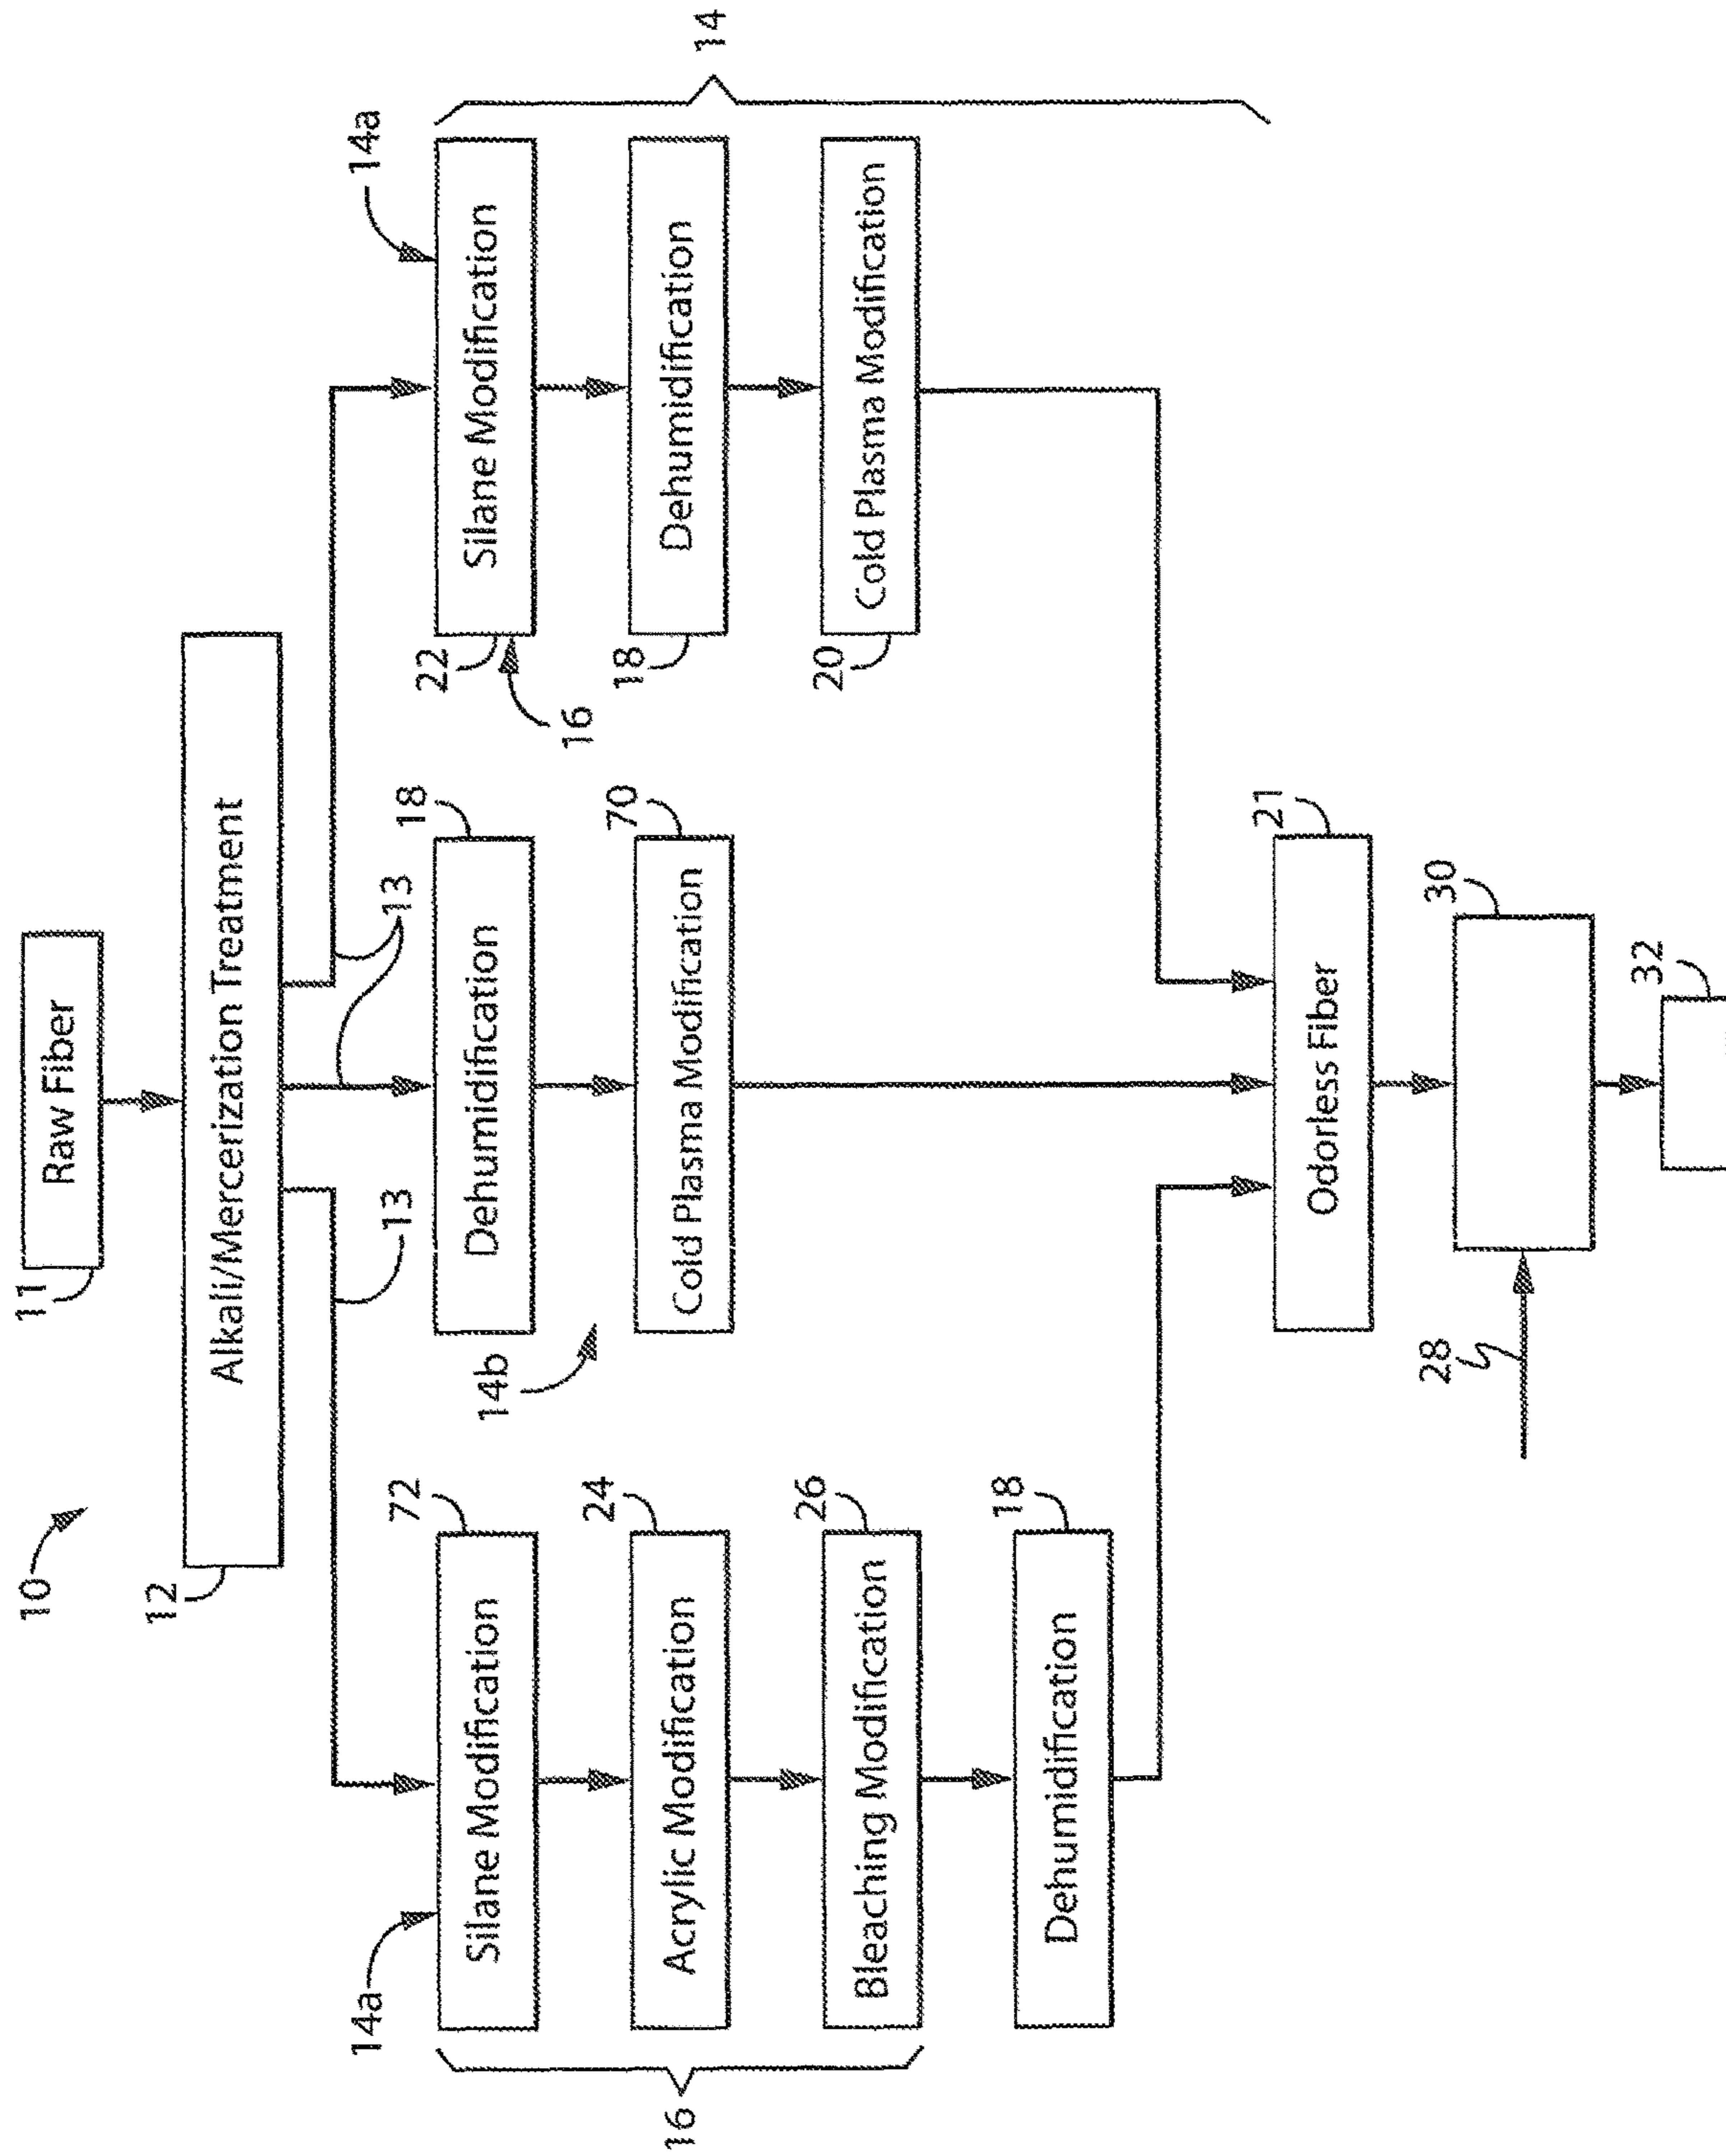 10
11
Raw Fiber
12
Alkali/Mercerization Treatment
13
13
14a
72
Silane Modification
24
Acrylic Modification
26
Bleaching Modification
16
18
Dehumidification
18
Dehumidification
14b
70
Cold Plasma Modification
14a
22
Silane Modification
16
18
Dehumidification
20
Cold Plasma Modification
14
21
Odorless Fiber
28
30
32